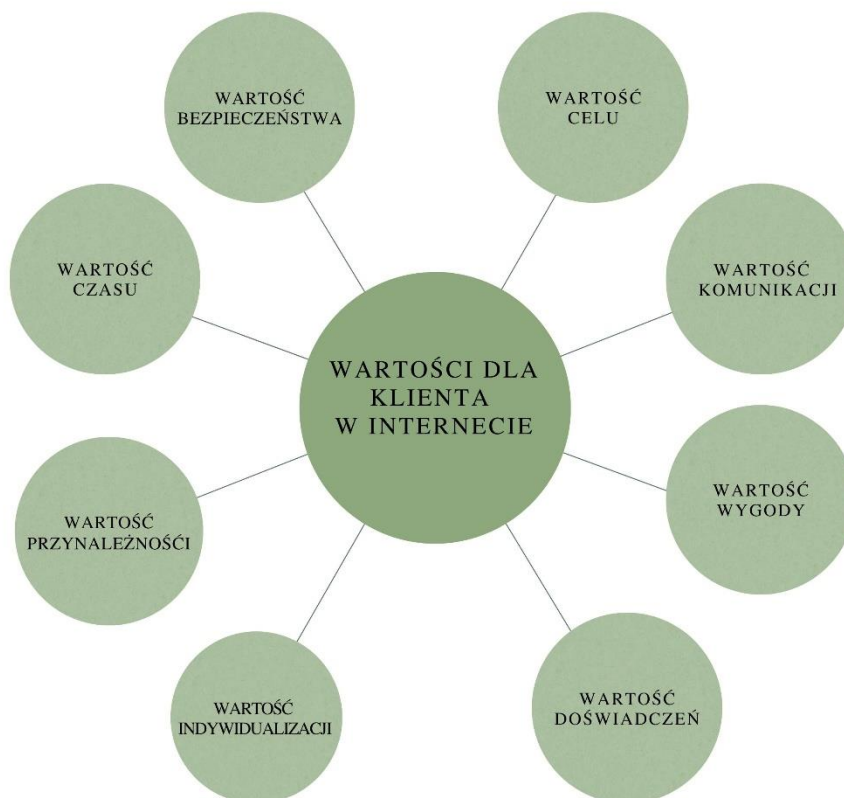 WARTOŚĆ
BEZPIECZEŃSTWA
WARTOŚĆ
CELU
WARTOŚĆ
CZASU
WARTOŚĆ
KOMUNIKACJI
WARTOŚCI DLA
KLIENTA
W INTERNECIE
WARTOŚĆ
WYGODY
WARTOŚĆ
PRZYNALEŻNOŚĆI
WARTOŚĆ
INDYWIDUALIZACJI
WARTOŚĆ
DOŚWIADCZEŃ